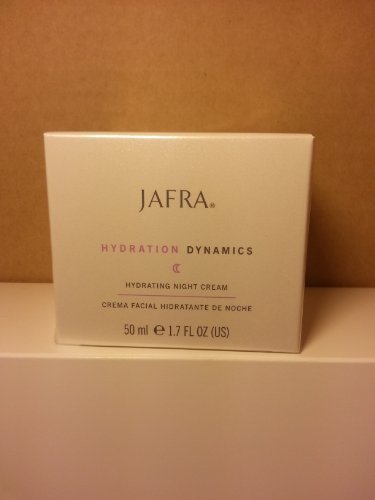 JAFRA®
HYDRATION DYNAMICS
HYDRATING NIGHT CREAM
CREMA FACIAL HIDRATANTE DE NOCHE
50 ml ℮ 1.7 FL OZ (US)